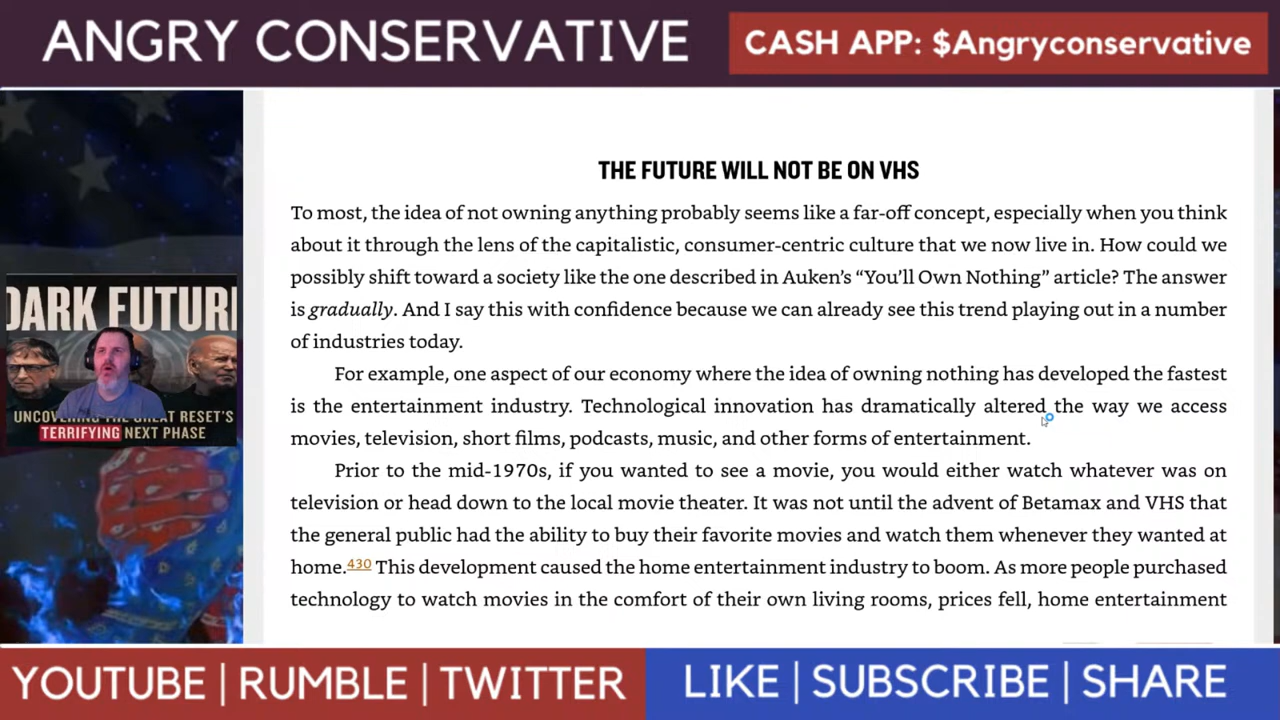 ANGRY CONSERVATIVE
CASH APP: $Angryconservative
THE FUTURE WILL NOT BE ON VHS
To most, the idea of not owning anything probably seems like a far-off concept, especially when you think
about it through the lens of the capitalistic, consumer-centric culture that we now live in. How could we
possibly shift toward a society like the one described in Auken’s “You’ll Own Nothing” article? The answer
is gradually. And I say this with confidence because we can already see this trend playing out in a number
of industries today.
For example, one aspect of our economy where the idea of owning nothing has developed the fastest
is the entertainment industry. Technological innovation has dramatically altered the way we access
movies, television, short films, podcasts, music, and other forms of entertainment.
Prior to the mid-1970s, if you wanted to see a movie, you would either watch whatever was on
television or head down to the local movie theater. It was not until the advent of Betamax and VHS that
the general public had the ability to buy their favorite movies and watch them whenever they wanted at
home.430 This development caused the home entertainment industry to boom. As more people purchased
technology to watch movies in the comfort of their own living rooms, prices fell, home entertainment
DARK FUTURE
UNCOVERING THE GREAT RESET'S
TERRIFYING NEXT PHASE
YOUTUBE | RUMBLE | TWITTER
LIKE | SUBSCRIBE | SHARE